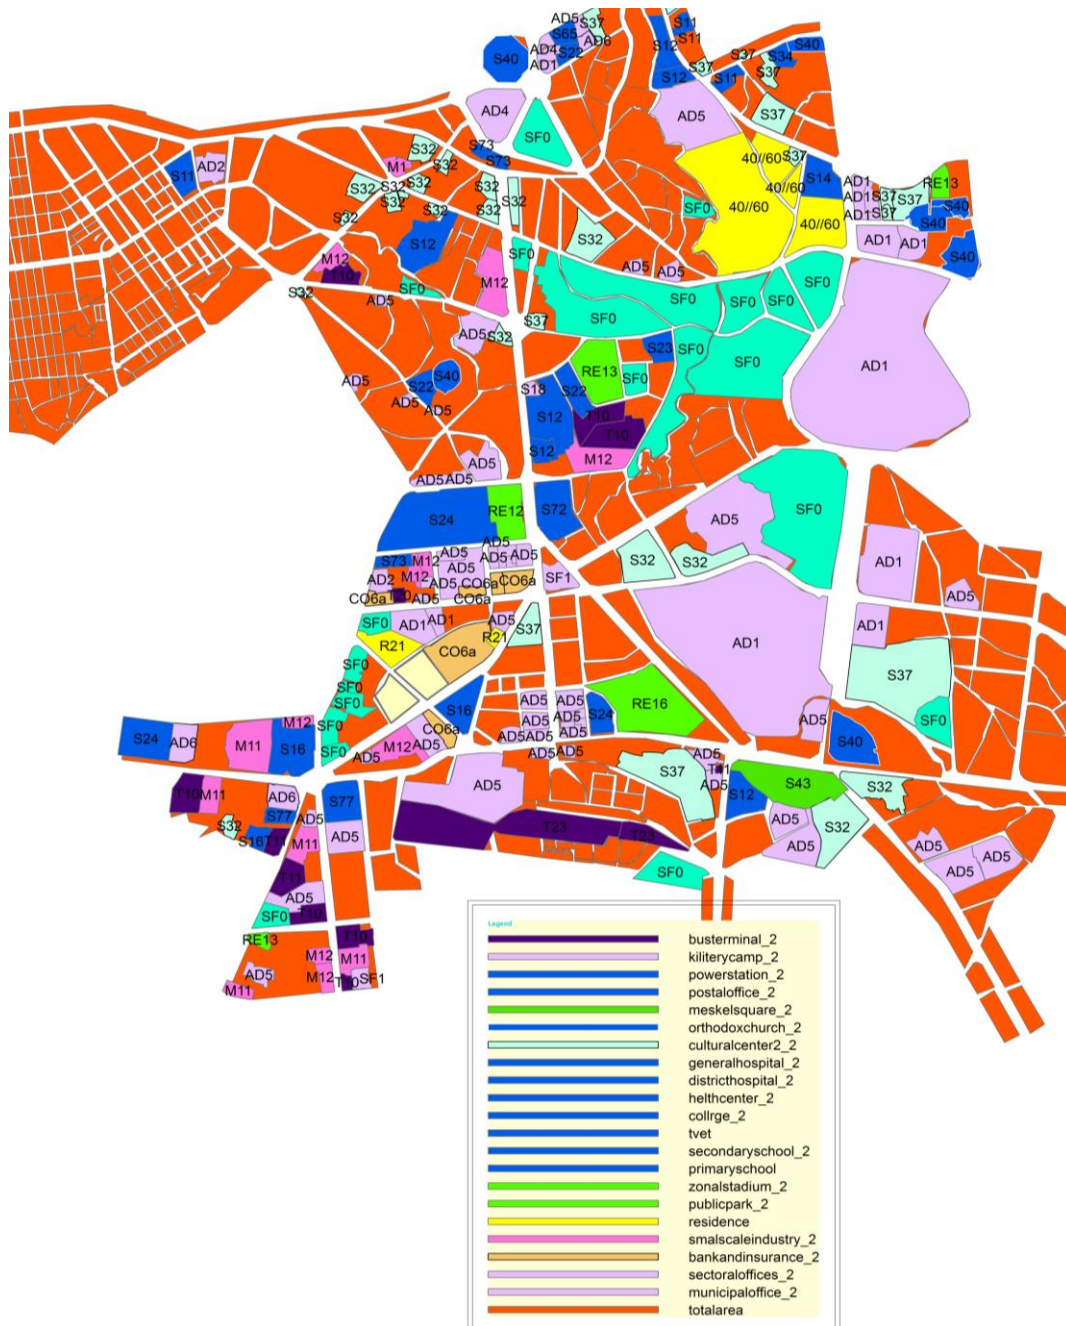 AD5 S37 S11
S65 AD6 S11
AD4 S22 S12 S37 S34 S40
AD1 S12 S37 S11 S37
S40
AD4 SF0 AD5 S37
S73
S73
S11 AD2 M1 S32 S32
40//60 S37
S32 S32 S32 S32 S32 40//60 S14 AD1 RE13
S32 S32 S32 AD1 S37 S37
40//60 SF0 40//60 AD1 S37 S40
S12 S32 S40
SF0 AD1 AD1 S40
M12 T10 M12 AD5 AD5
S32 SF0 SF0 SF0 SF0 SF0
AD5 SF0
AD5 S32 S37
S23 SF0 SF0
AD5 S22 S40 RE13 SF0 AD1
AD5 AD5 S18 S22
S12 T10
T10
S12 M12
AD5
AD5 AD5
RE12 S72 AD5 SF0
S24
AD5
S73 M12 AD5 AD5 AD5 AD5 S32 S32 AD1
AD2 M12 AD5 CO6a CO6a SF1
CO6a T20 AD5 CO6a AD5
SF0 AD1 AD1 AD5 S37 AD1 AD1
R21 CO6a R21
SF0 S37
SF0
SF0 S16 AD5 AD5 S24 RE16 SF0
M12 SF0 CO6a AD5 AD5 AD5
S24 AD6 M11 S16 SF0 M12 AD5 AD5 AD5 AD5 S40
AD5 AD5 AD5
AD5 S37 T11
T10 M11 AD6 S77 AD5 AD5 S12 S43 S32
S77 AD5
S32 S16 T11 M11 AD5 T23 T23 AD5 S32
AD5 AD5 AD5
T11 SF0
AD5
SF0 T10
RE13 T10
M12 M11
AD5 M12 T10 SF1
M11
Legend
busterminal_2
kiliterycamp_2
powerstation_2
postaloffice_2
meskelsquare_2
orthodoxchurch_2
culturalcenter2_2
generalhospital_2
districthospital_2
helthcenter_2
collrge_2
tvet
secondaryschool_2
primaryschool
zonalstadium_2
publicpark_2
residence
smalscaleindustry_2
bankandinsurance_2
sectoraloffices_2
municipaloffice_2
totalarea